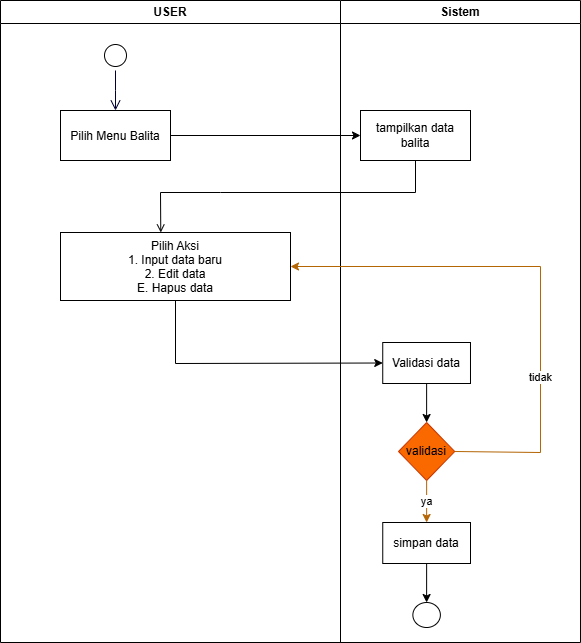 USER
Sistem
Pilih Menu Balita
tampilkan data
balita
Pilih Aksi
1. Input data baru
2. Edit data
E. Hapus data
Validasi data
tidak
validasi
ya
simpan data